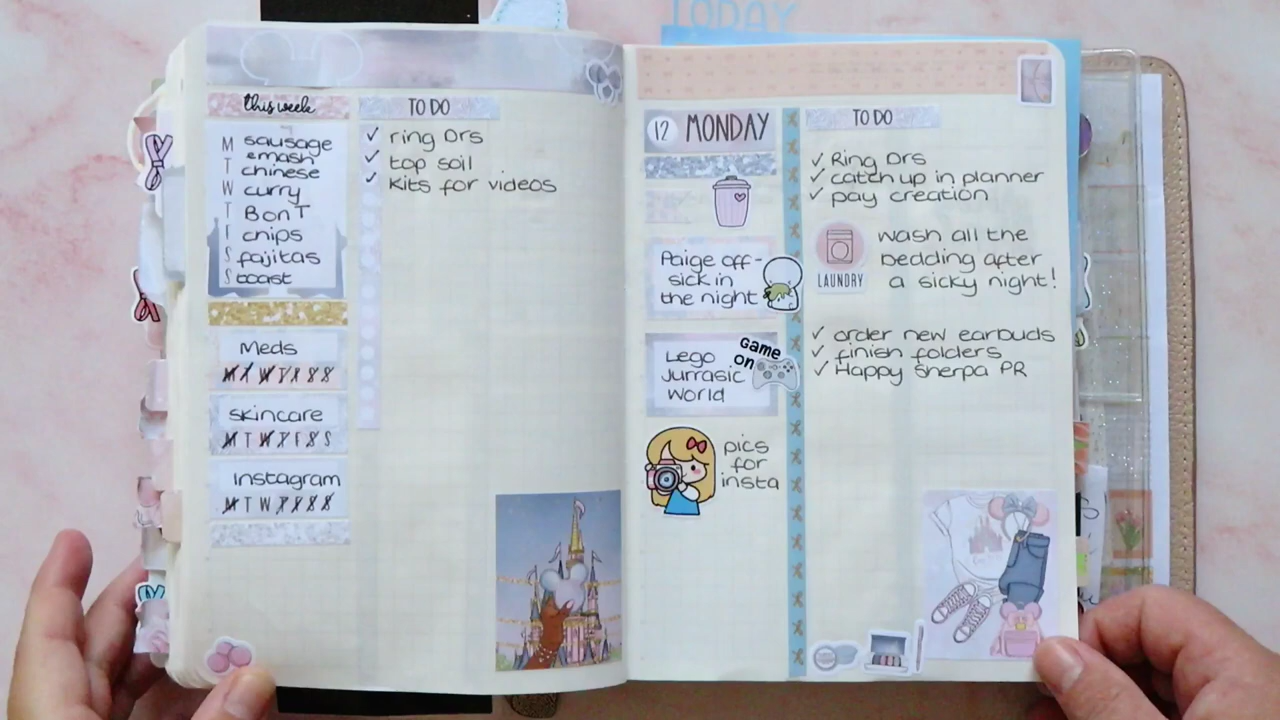 TODAY
this week
M sausage
T & mash
chinese
W curry
T Bon T
F chips
S fajitas
S toast
Meds
M T W T F S S
skincare
M T W T F S S
Instagram
M T W T F S S
TO DO
✓ ring Drs
✓ top soil
✓ Kits for videos
12 MONDAY
Paige off -
sick in
the night
Lego
Jurrasic
World
Game
on
pics
for
insta
TO DO
✓ Ring Drs
✓ catch up in planner
✓ pay creation
LAUNDRY
wash all the
bedding after
a sicky night!
✓ order new earbuds
✓ finish folders
✓ Happy Sherpa PR